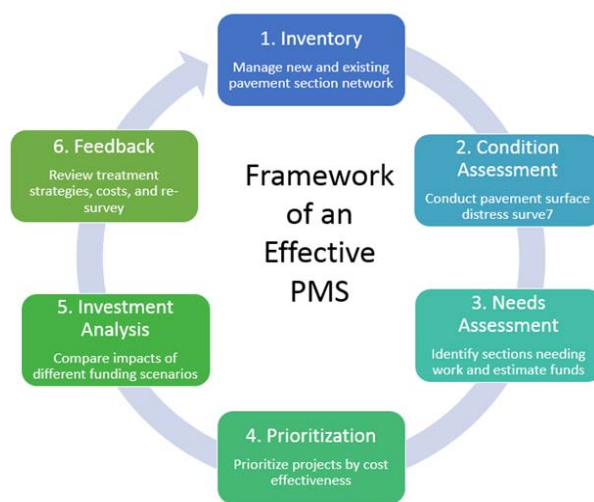 1. Inventory
Manage new and existing
pavement section network
2. Condition
Assessment
Conduct pavement surface
distress surve7
3. Needs
Assessment
Identify sections needing
work and estimate funds
4. Prioritization
Prioritize projects by cost
effectiveness
5. Investment
Analysis
Compare impacts of
different funding scenarios
6. Feedback
Review treatment
strategies, costs, and re-
survey
Framework
of an
Effective
PMS